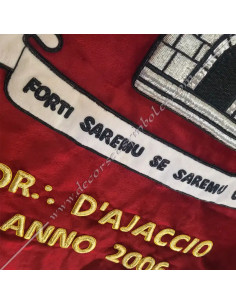 FORTI SAREMU SE SAREMU
OR∴ D'AJACCIO
ANNO 2006